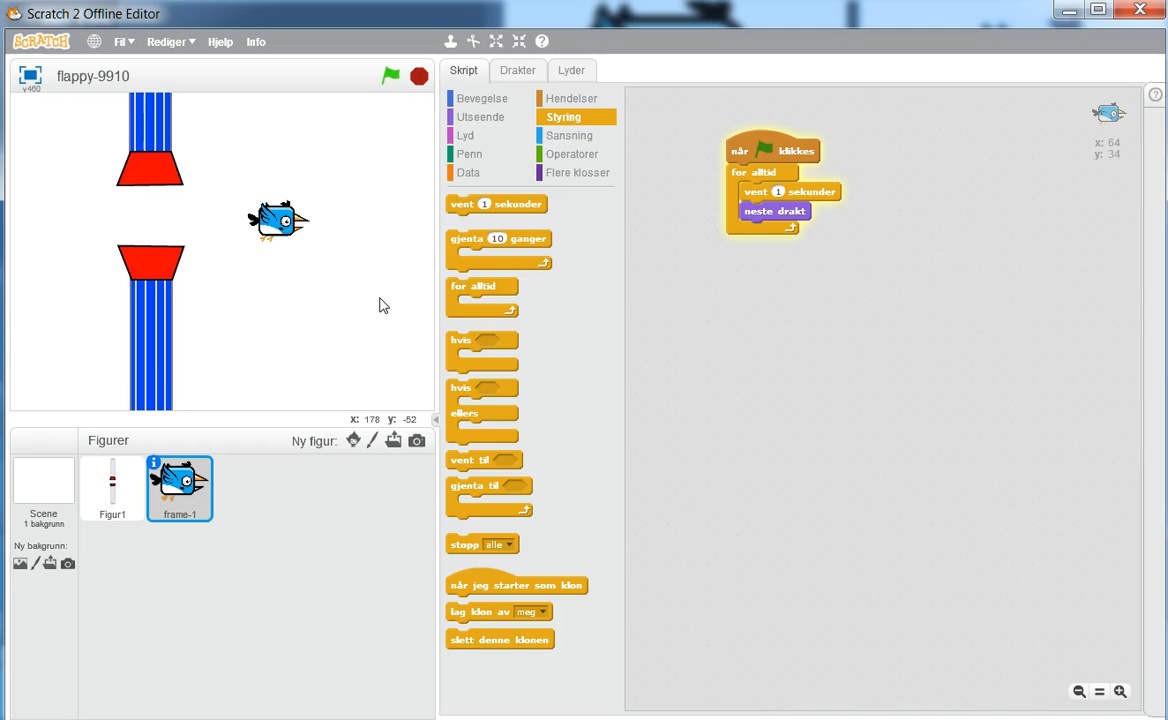 Scratch 2 Offline Editor
SCRATCH Fil Rediger Hjelp Info
v460 flappy-9910
Skript Drakter Lyder
Bevegelse Hendelser
Utseende Styring
Lyd Sansning
Penn Operatorer
Data Flere klosser
vent 1 sekunder
gjenta 10 ganger
for alltid
hvis
hvis
ellers
vent til
gjenta til
stopp alle
når jeg starter som klon
lag klon av meg
slett denne klonen
når klikkes
for alltid
vent 1 sekunder
neste drakt
x: 64
y: 34
x: 178 y: -52
Figurer Ny figur:
Scene
1 bakgrunn
Ny bakgrunn:
Figur1
frame-1